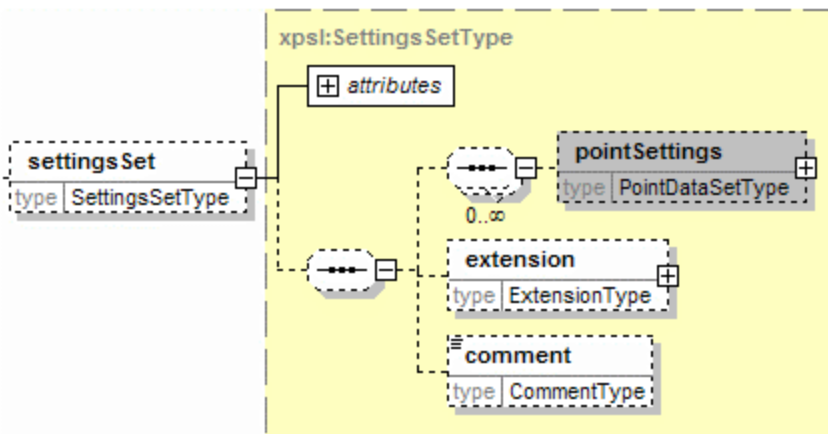 xpsl:SettingsSetType
attributes
settingsSet
type SettingsSetType
pointSettings
type PointDataSetType
0..∞
extension
type ExtensionType
comment
type CommentType